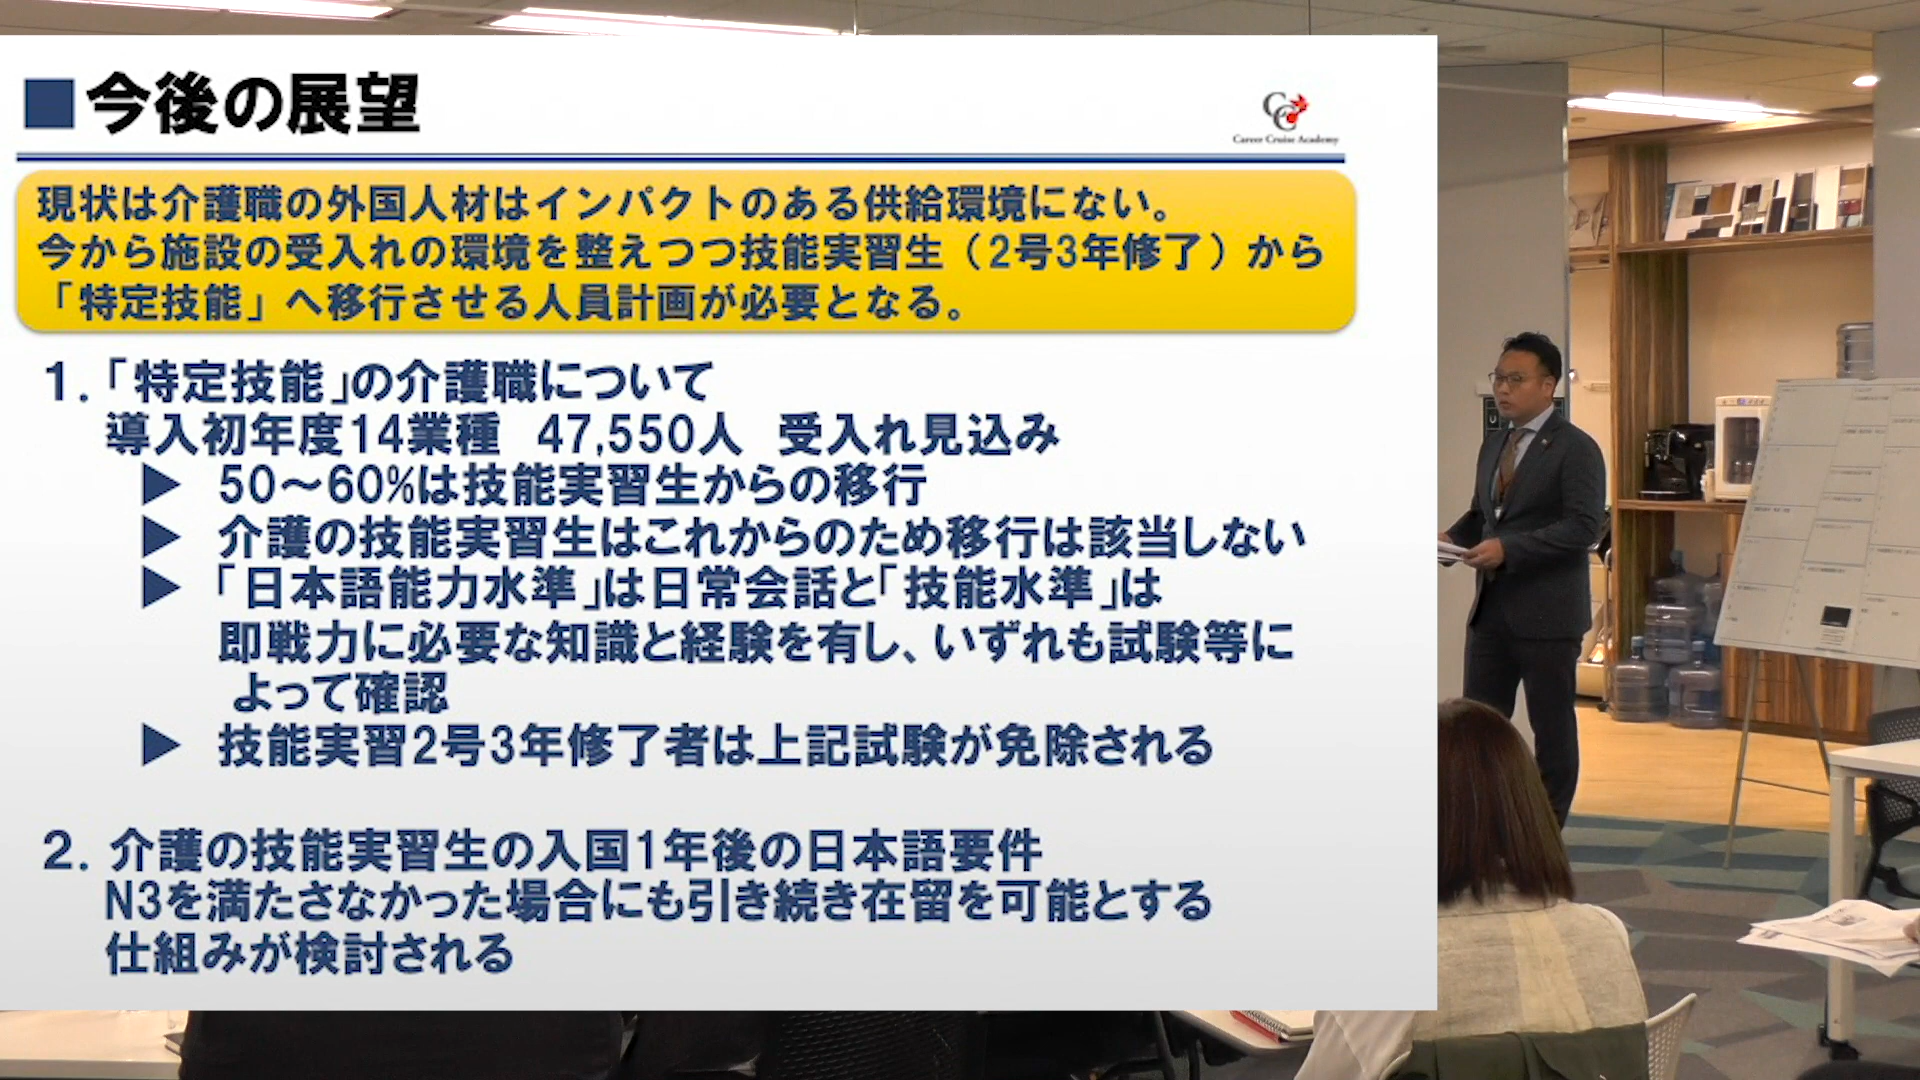 ■今後の展望
Career Cruise Academy
現状は介護職の外国人材はインパクトのある供給環境にない。
今から施設の受入れの環境を整えつつ技能実習生（2号3年修了）から
「特定技能」へ移行させる人員計画が必要となる。
1．「特定技能」の介護職について
導入初年度14業種　47,550人　受入れ見込み
▶　50～60%は技能実習生からの移行
▶　介護の技能実習生はこれからのため移行は該当しない
▶　「日本語能力水準」は日常会話と「技能水準」は
即戦力に必要な知識と経験を有し、いずれも試験等に
よって確認
▶　技能実習2号3年修了者は上記試験が免除される
2．介護の技能実習生の入国1年後の日本語要件
N3を満たさなかった場合にも引き続き在留を可能とする
仕組みが検討される